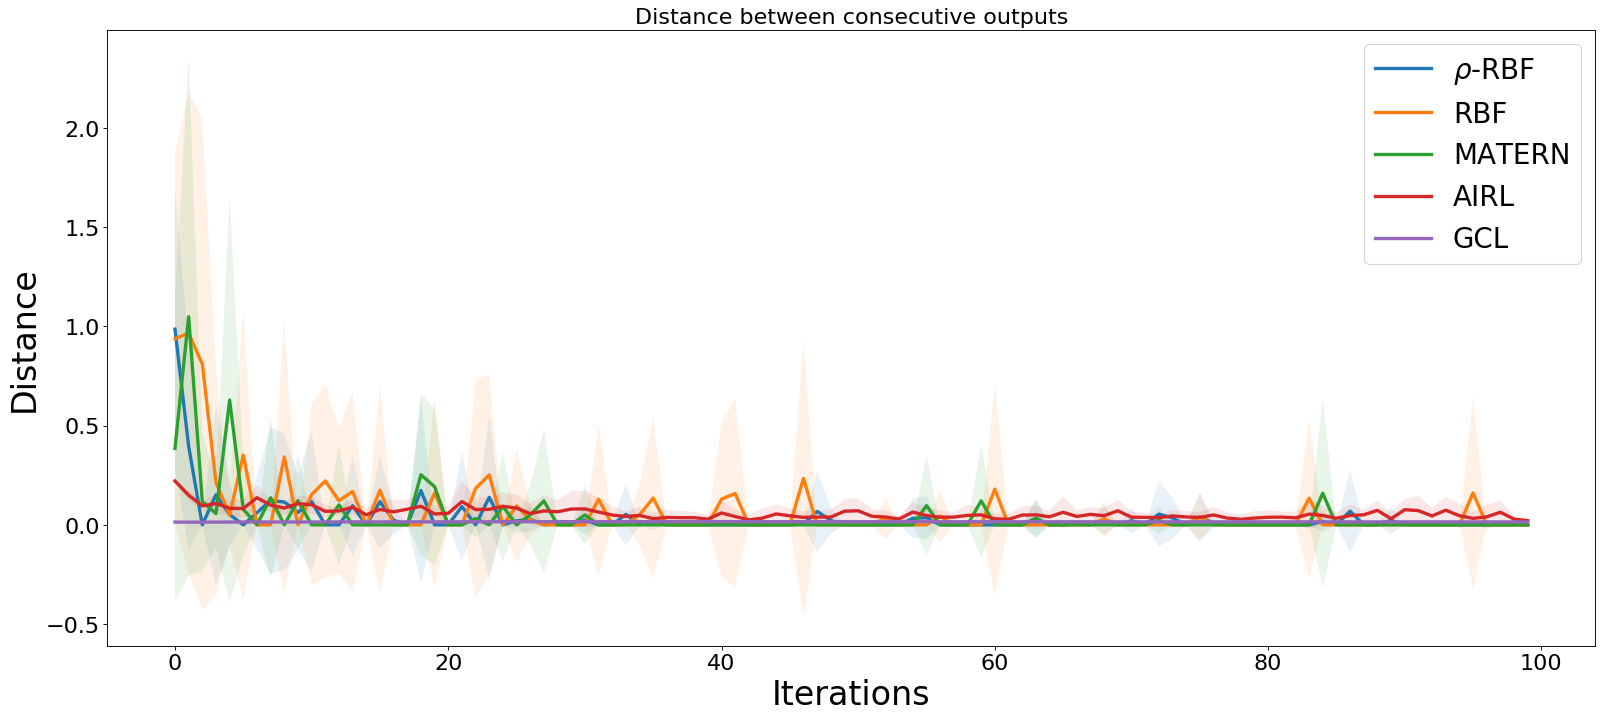 Distance between consecutive outputs
ρ-RBF
RBF
MATERN
AIRL
GCL
2.0
1.5
1.0
0.5
0.0
−0.5
Distance
0 20 40 60 80 100
Iterations